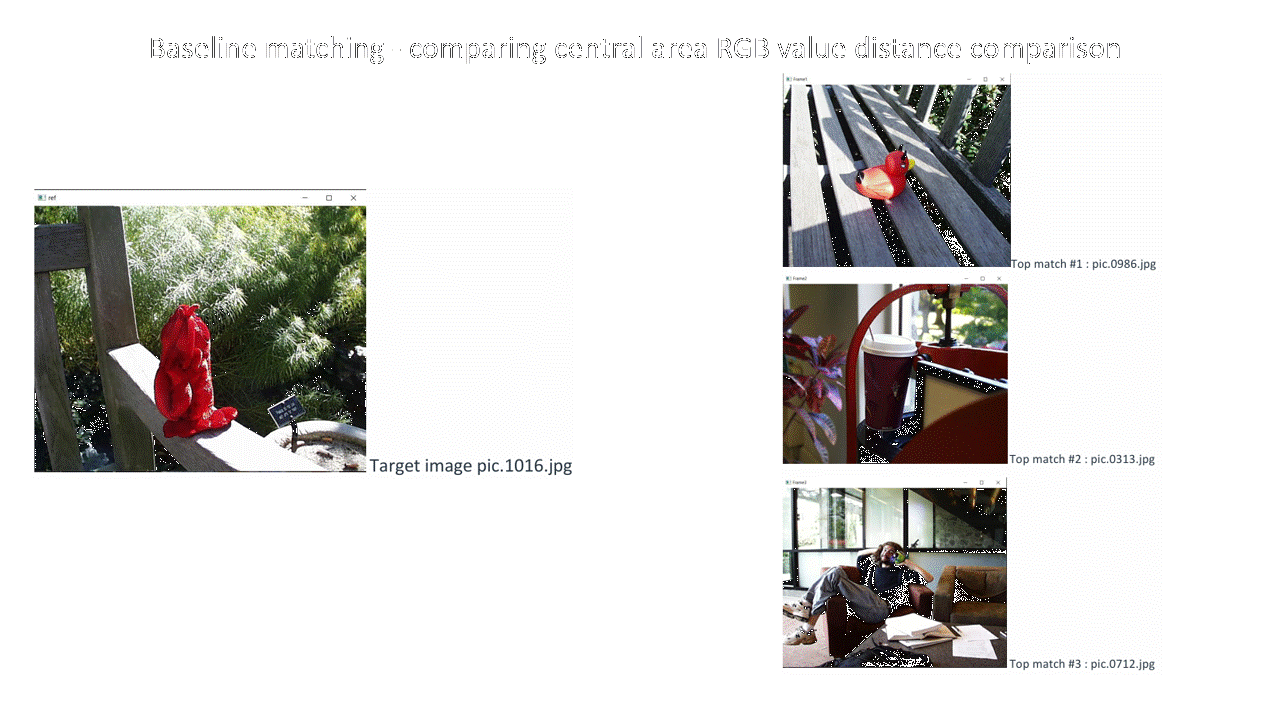 Baseline matching - comparing central area RGB value distance comparison
ref
Target image pic.1016.jpg
Frame1
Top match #1 : pic.0986.jpg
Frame2
Top match #2 : pic.0313.jpg
Frame3
Top match #3 : pic.0712.jpg